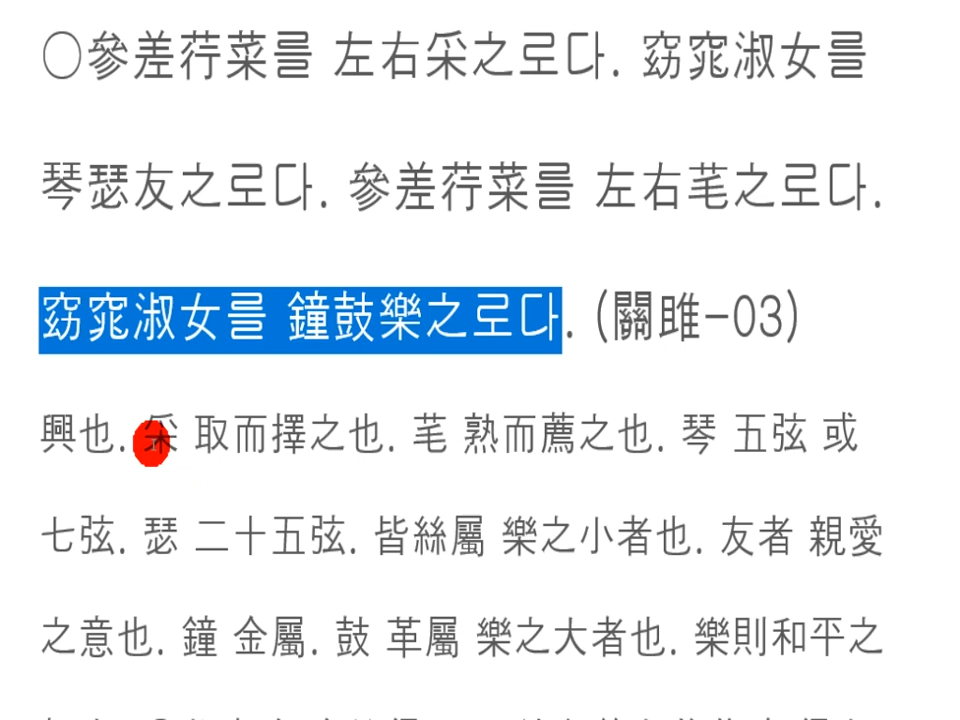 ○參差荇菜를 左右采之로다. 窈窕淑女를
琴瑟友之로다. 參差荇菜를 左右芼之로다.
窈窕淑女를 鐘鼓樂之로다. (關雎-03)
興也. 采 取而擇之也. 芼 熟而薦之也. 琴 五弦 或
七弦. 瑟 二十五弦. 皆絲屬 樂之小者也. 友者 親愛
之意也. 鐘 金屬. 鼓 革屬 樂之大者也. 樂則和平之